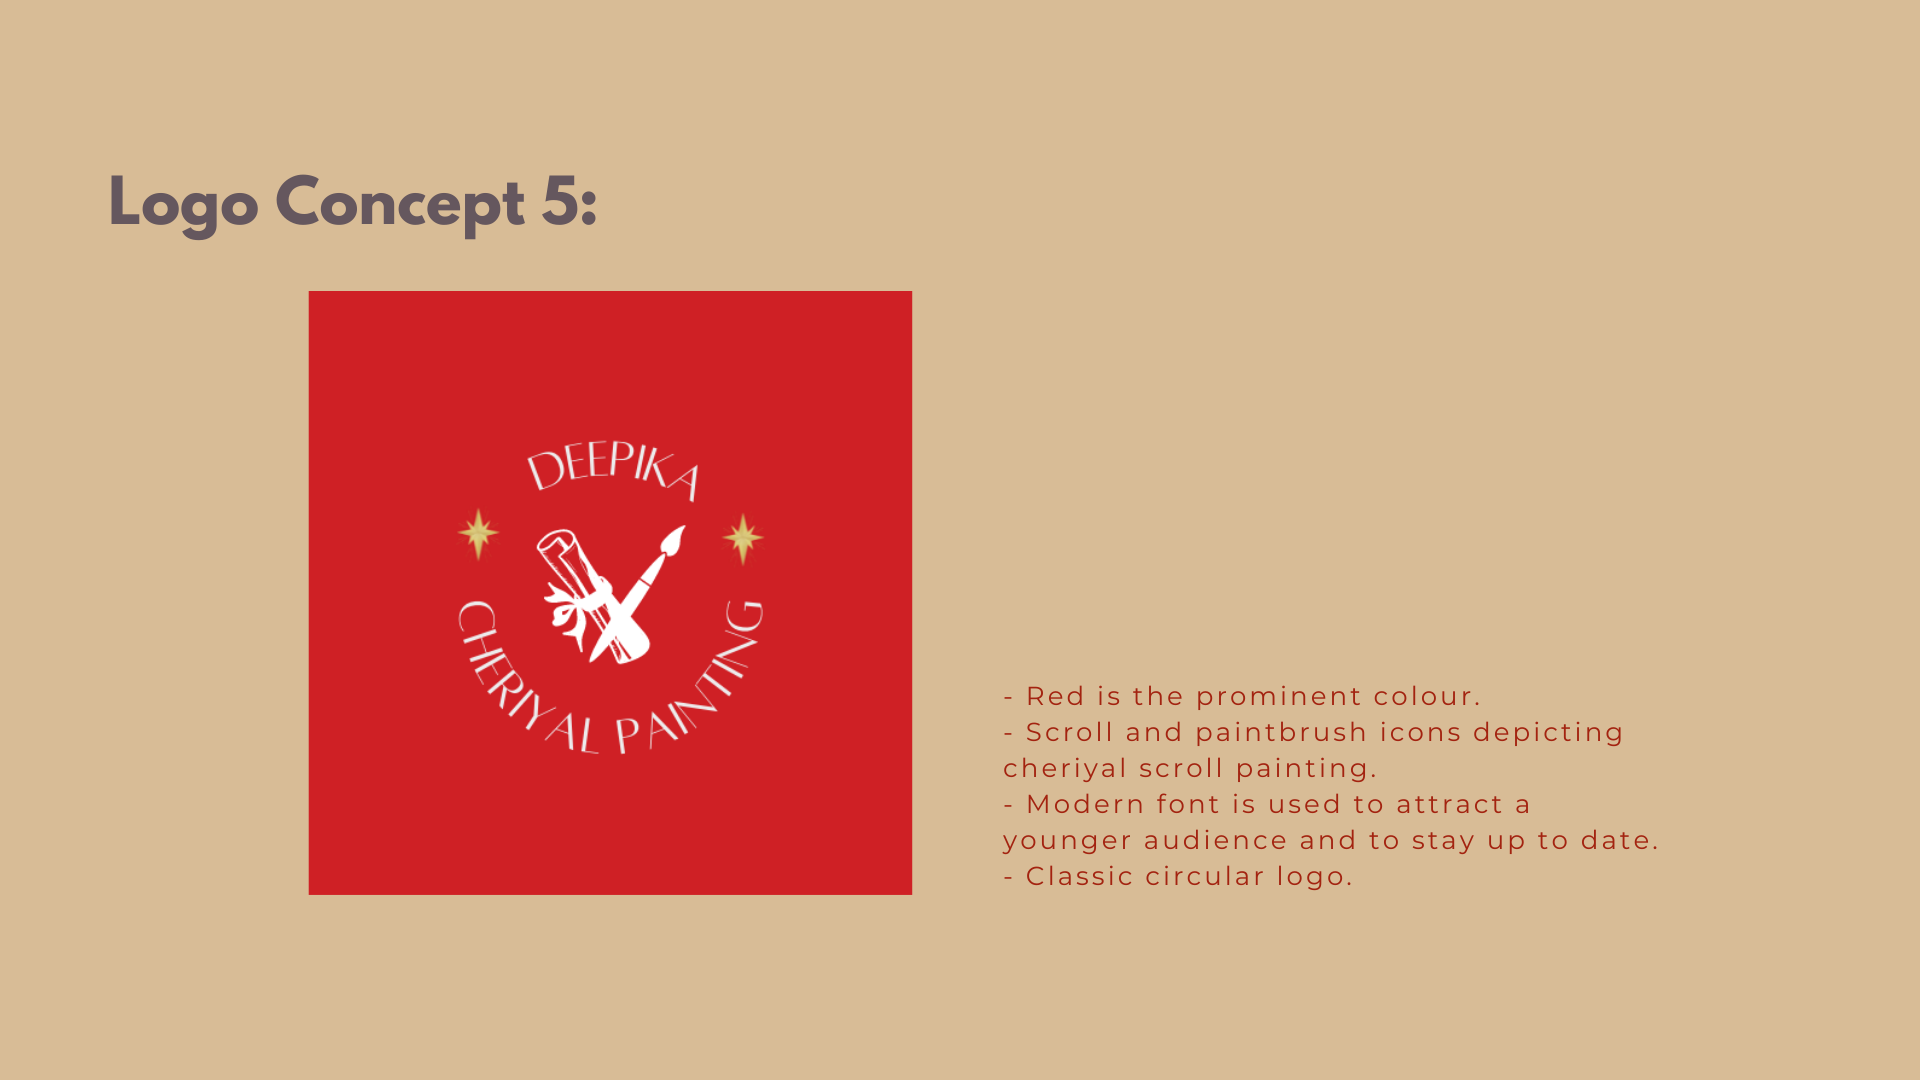 Logo Concept 5:
DEEPIKA
CHERIYAL PAINTING
- Red is the prominent colour.
- Scroll and paintbrush icons depicting
cheriyal scroll painting.
- Modern font is used to attract a
younger audience and to stay up to date.
- Classic circular logo.